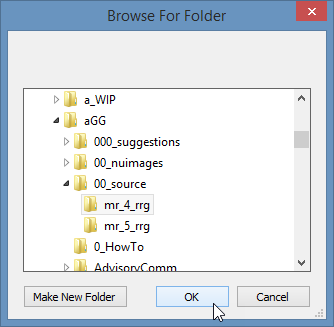 Browse For Folder
a_WIP
aGG
000_suggestions
00_nuimages
00_source
mr_4_rrg
mr_5_rrg
0_HowTo
AdvisoryComm
Make New Folder
OK
Cancel